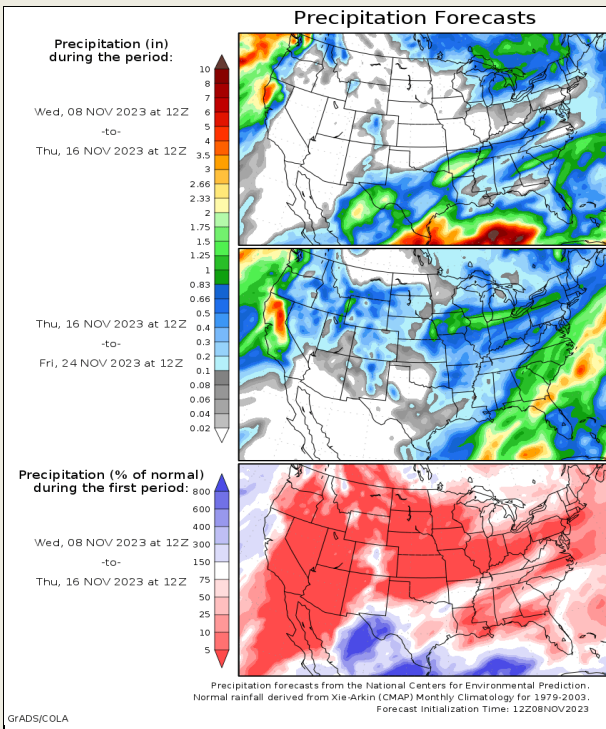 Precipitation Forecasts
Precipitation (in)
during the period:
Wed, 08 NOV 2023 at 12Z
-to-
Thu, 16 NOV 2023 at 12Z
10
8
7
6
5
4
3.5
3
2.66
2.33
2
1.75
1.5
1.25
1
0.83
0.66
0.5
0.4
0.3
0.2
0.1
0.08
0.06
0.04
0.02
Thu, 16 NOV 2023 at 12Z
-to-
Fri, 24 NOV 2023 at 12Z
Precipitation (% of normal)
during the first period:
Wed, 08 NOV 2023 at 12Z
-to-
Thu, 16 NOV 2023 at 12Z
800
600
400
300
150
75
50
25
10
5
Precipitation forecasts from the National Centers for Environmental Prediction.
Normal rainfall derived from Xie-Arkin (CMAP) Monthly Climatology for 1979-2003.
Forecast Initialization Time: 12Z08NOV2023
GrADS/COLA